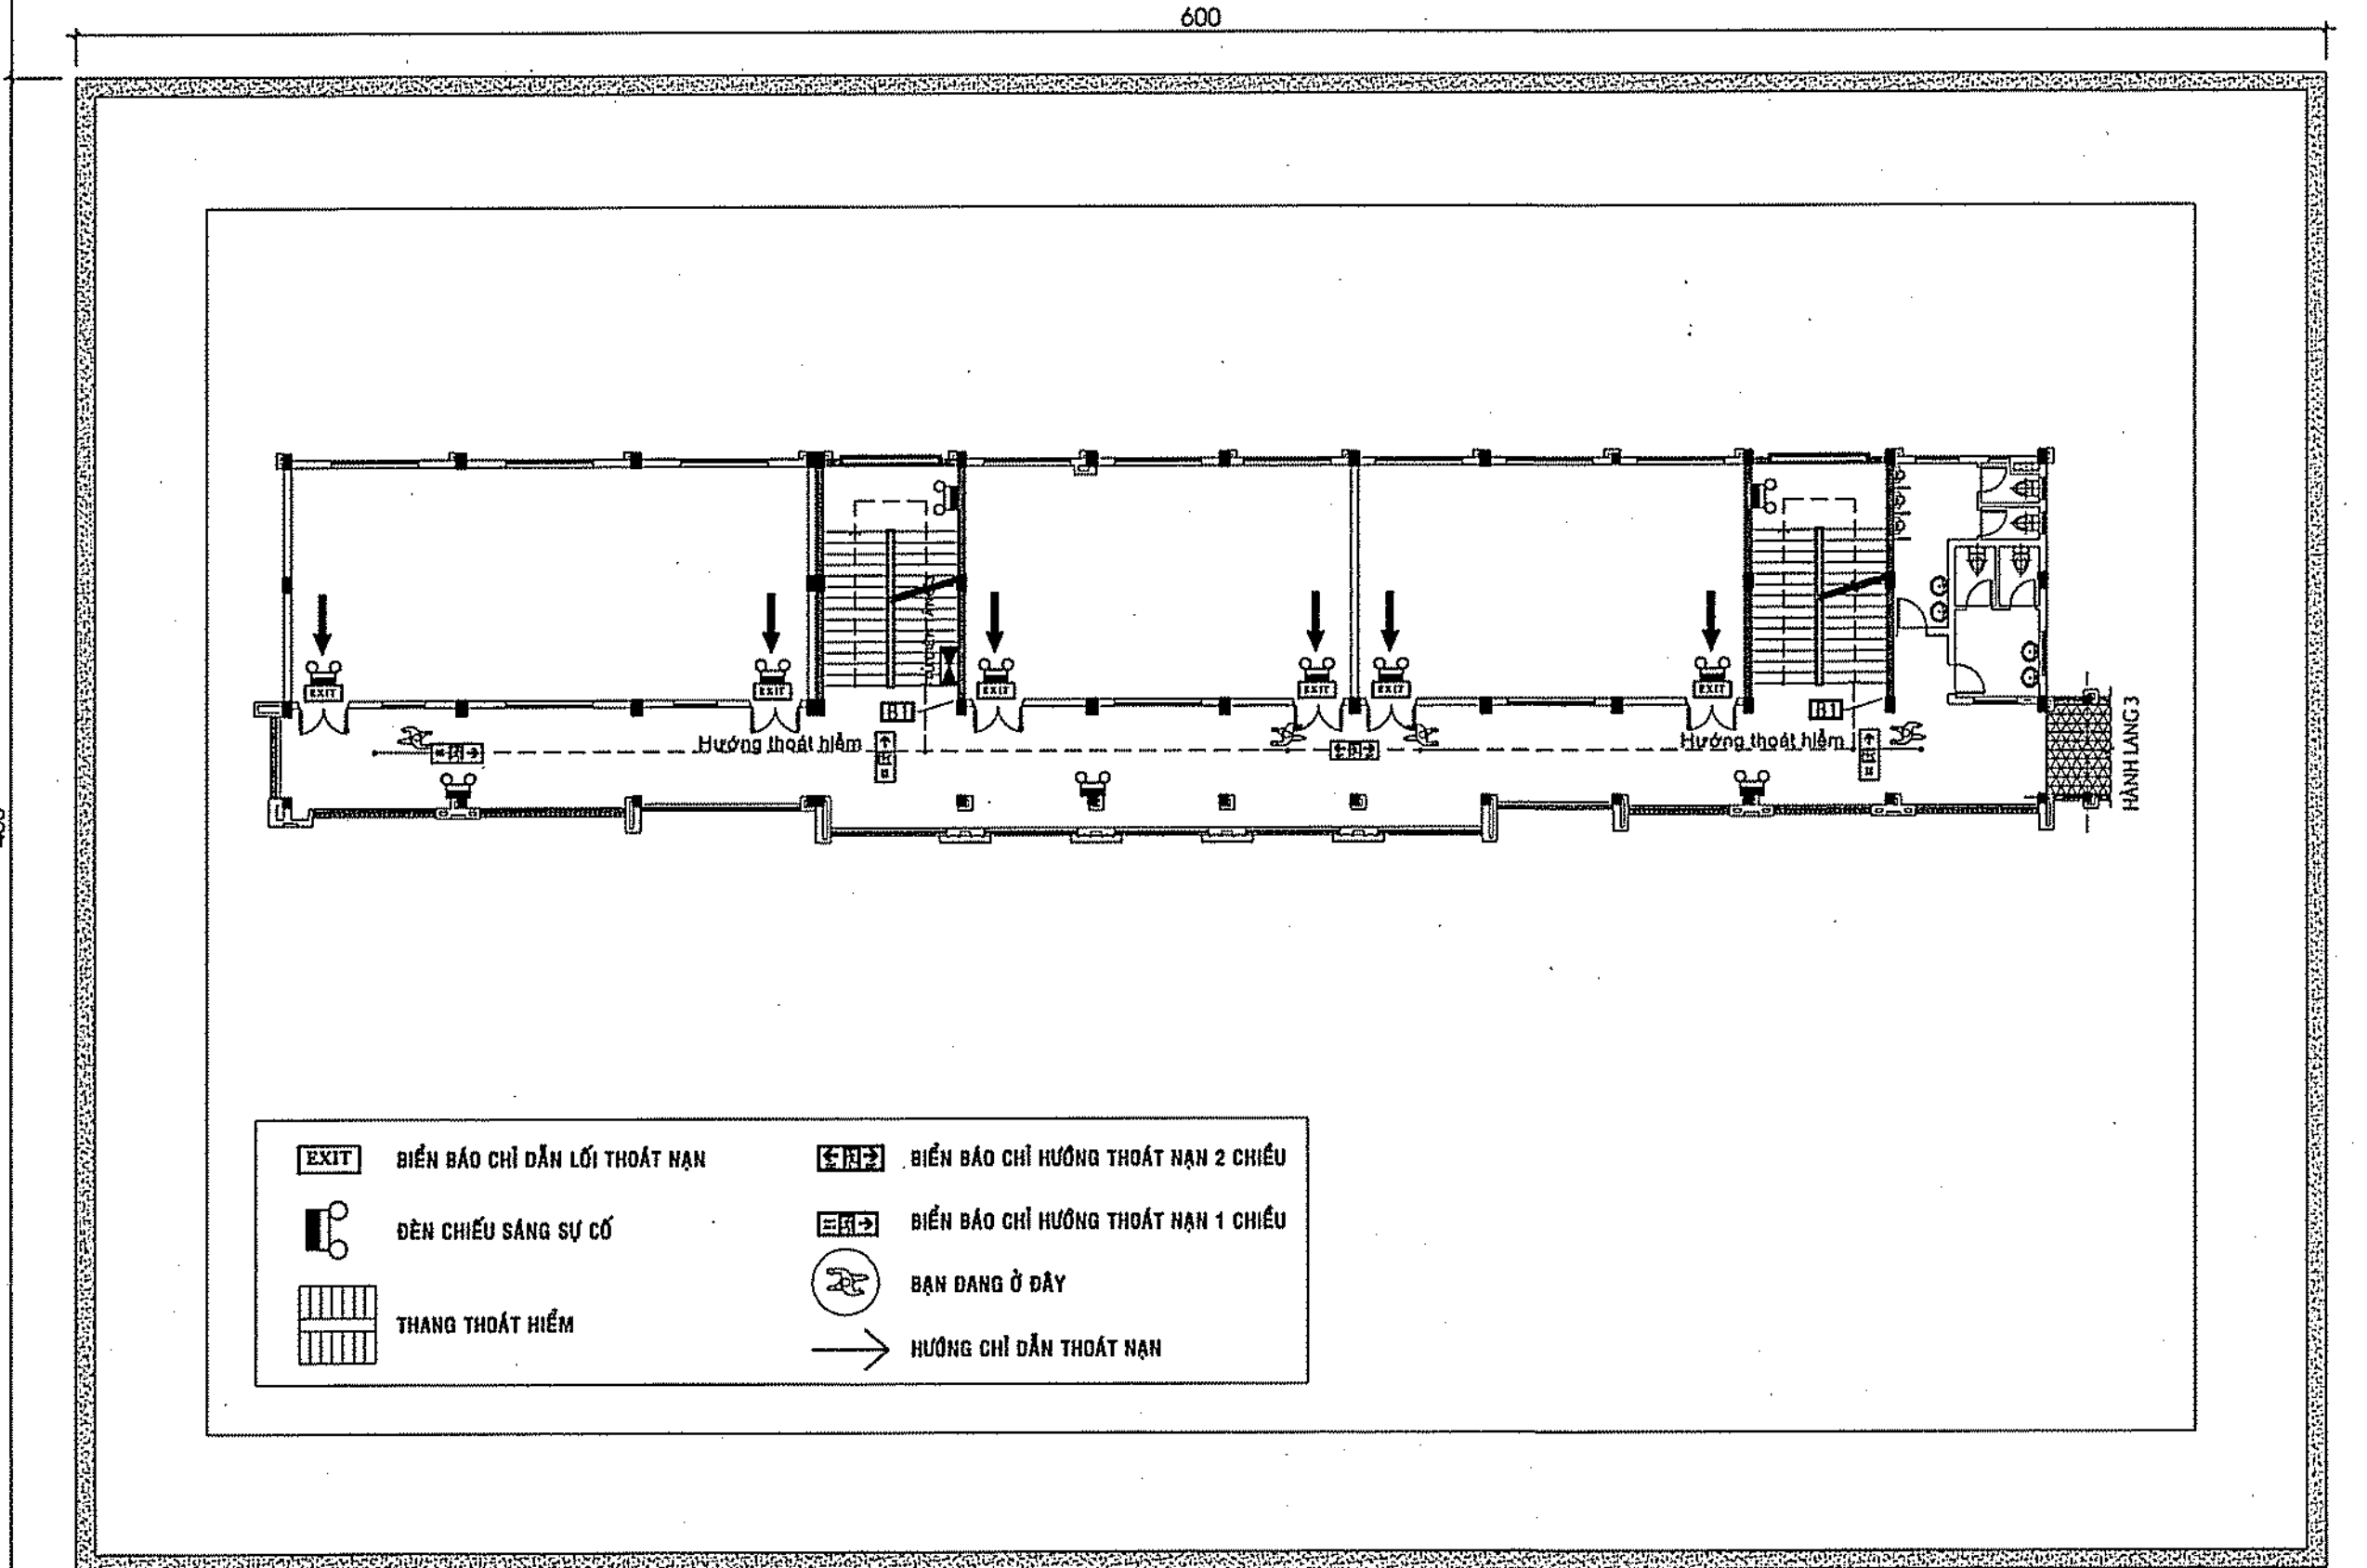 600
EXIT
EXIT
EXIT
EXIT
EXIT
EXIT
B1
B1
Hướng thoát hiểm
Hướng thoát hiểm
HÀNH LANG 3
EXIT BIỂN BÁO CHỈ DẪN LỐI THOÁT NẠN
ĐÈN CHIẾU SÁNG SỰ CỐ
THANG THOÁT HIỂM
BIỂN BÁO CHỈ HƯỚNG THOÁT NẠN 2 CHIỀU
BIỂN BÁO CHỈ HƯỚNG THOÁT NẠN 1 CHIỀU
BẠN ĐANG Ở ĐÂY
HƯỚNG CHỈ DẪN THOÁT NẠN